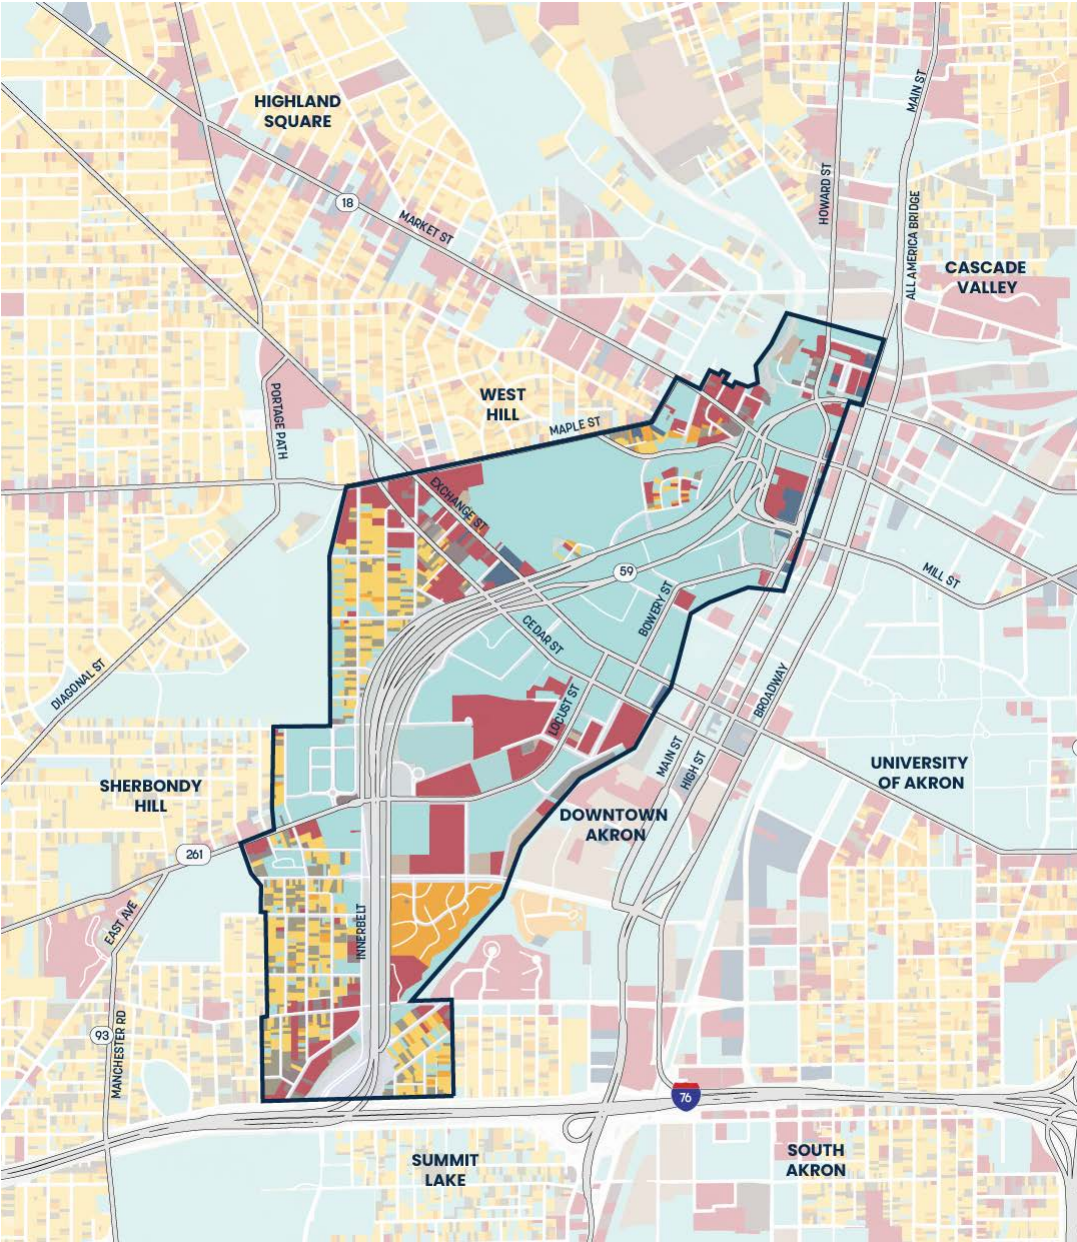 HIGHLAND
SQUARE
MAIN ST
HOWARD ST
18
MARKET ST
ALL AMERICA BRIDGE
CASCADE
VALLEY
PORTAGE PATH
WEST
HILL
MAPLE ST
EXCHANGE ST
59
MILL ST
BOWERY ST
CEDAR ST
DIAGONAL ST
LOCUST ST
BROADWAY
MAIN ST
HIGH ST
SHERBONDY
HILL
UNIVERSITY
OF AKRON
DOWNTOWN
AKRON
261
EAST AVE
INNERBELT
93
MANCHESTER RD
76
SUMMIT
LAKE
SOUTH
AKRON